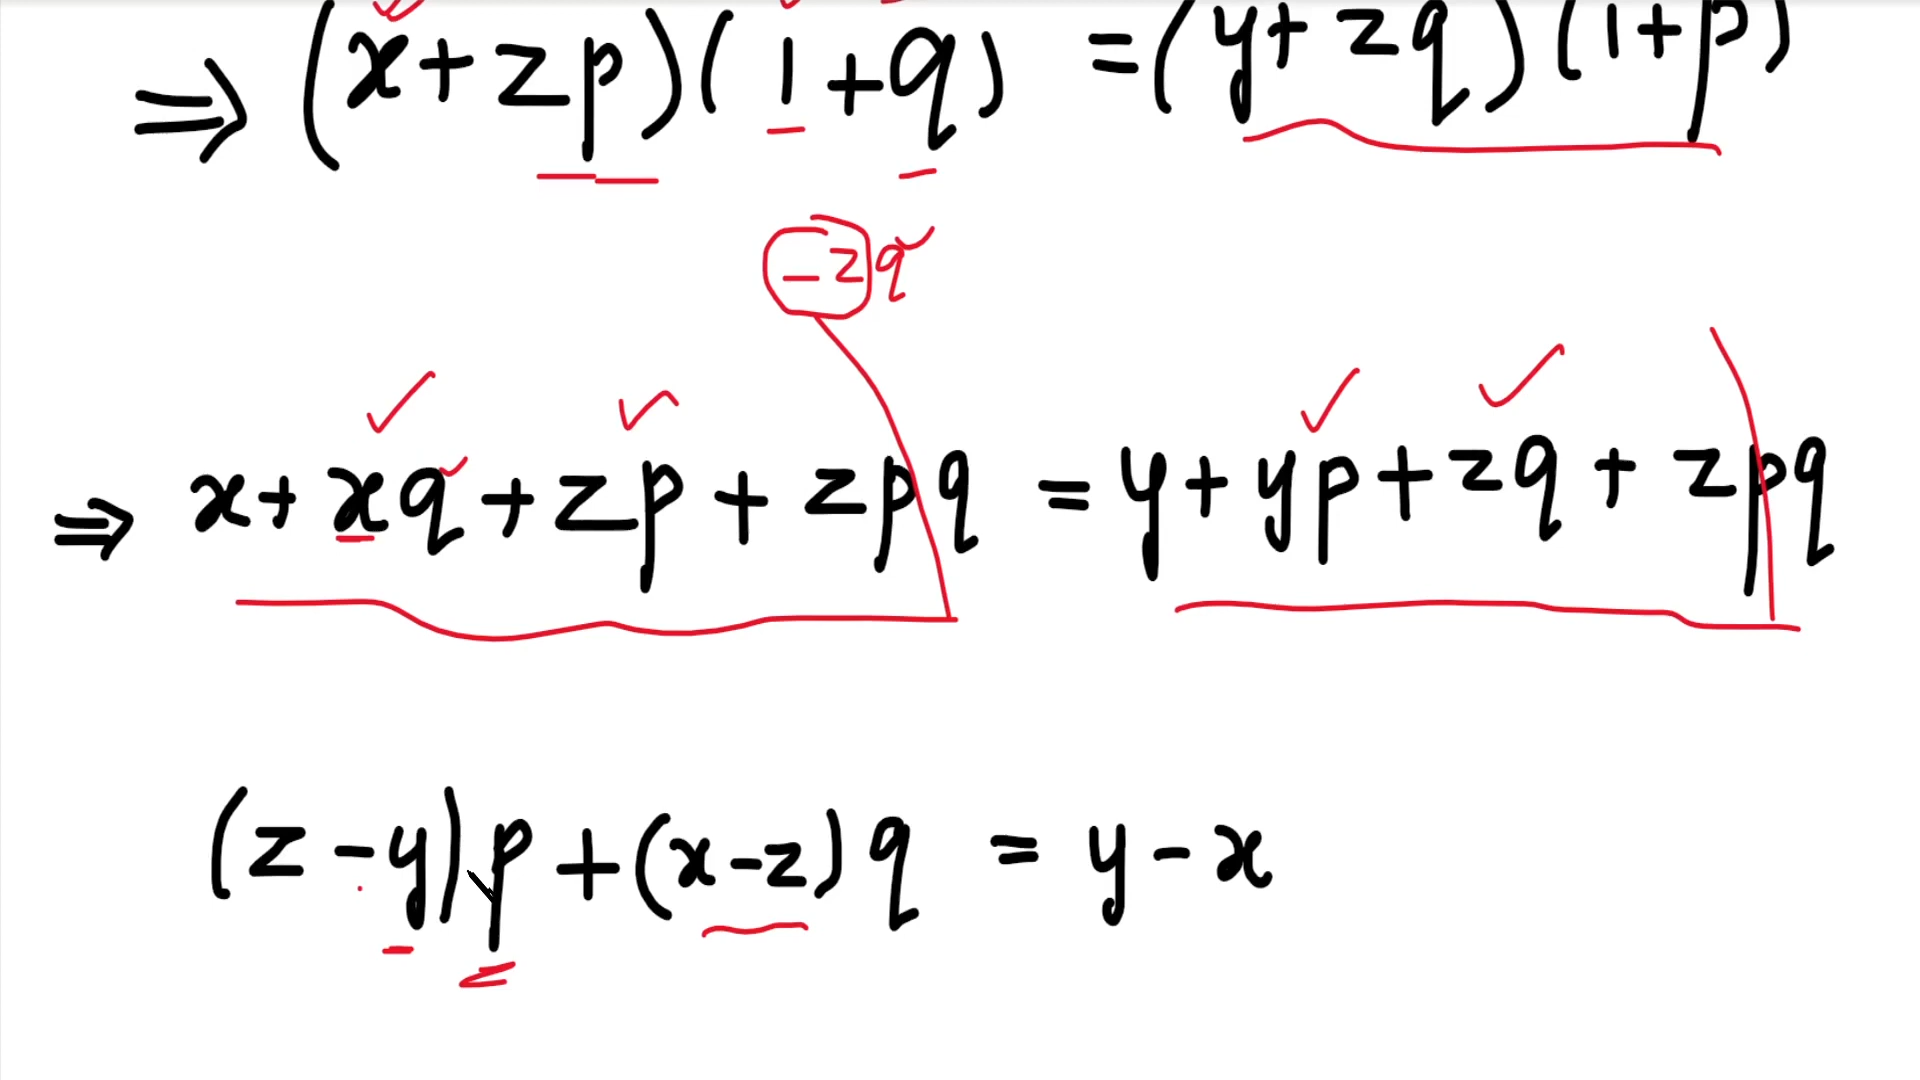 ⇒ (x + zp)(1 + q) = (y + zq)(1 + p)
-zq
⇒ x + xq + zp + zpq = y + yp + zq + zpq
(z - y)p + (x - z)q = y - x